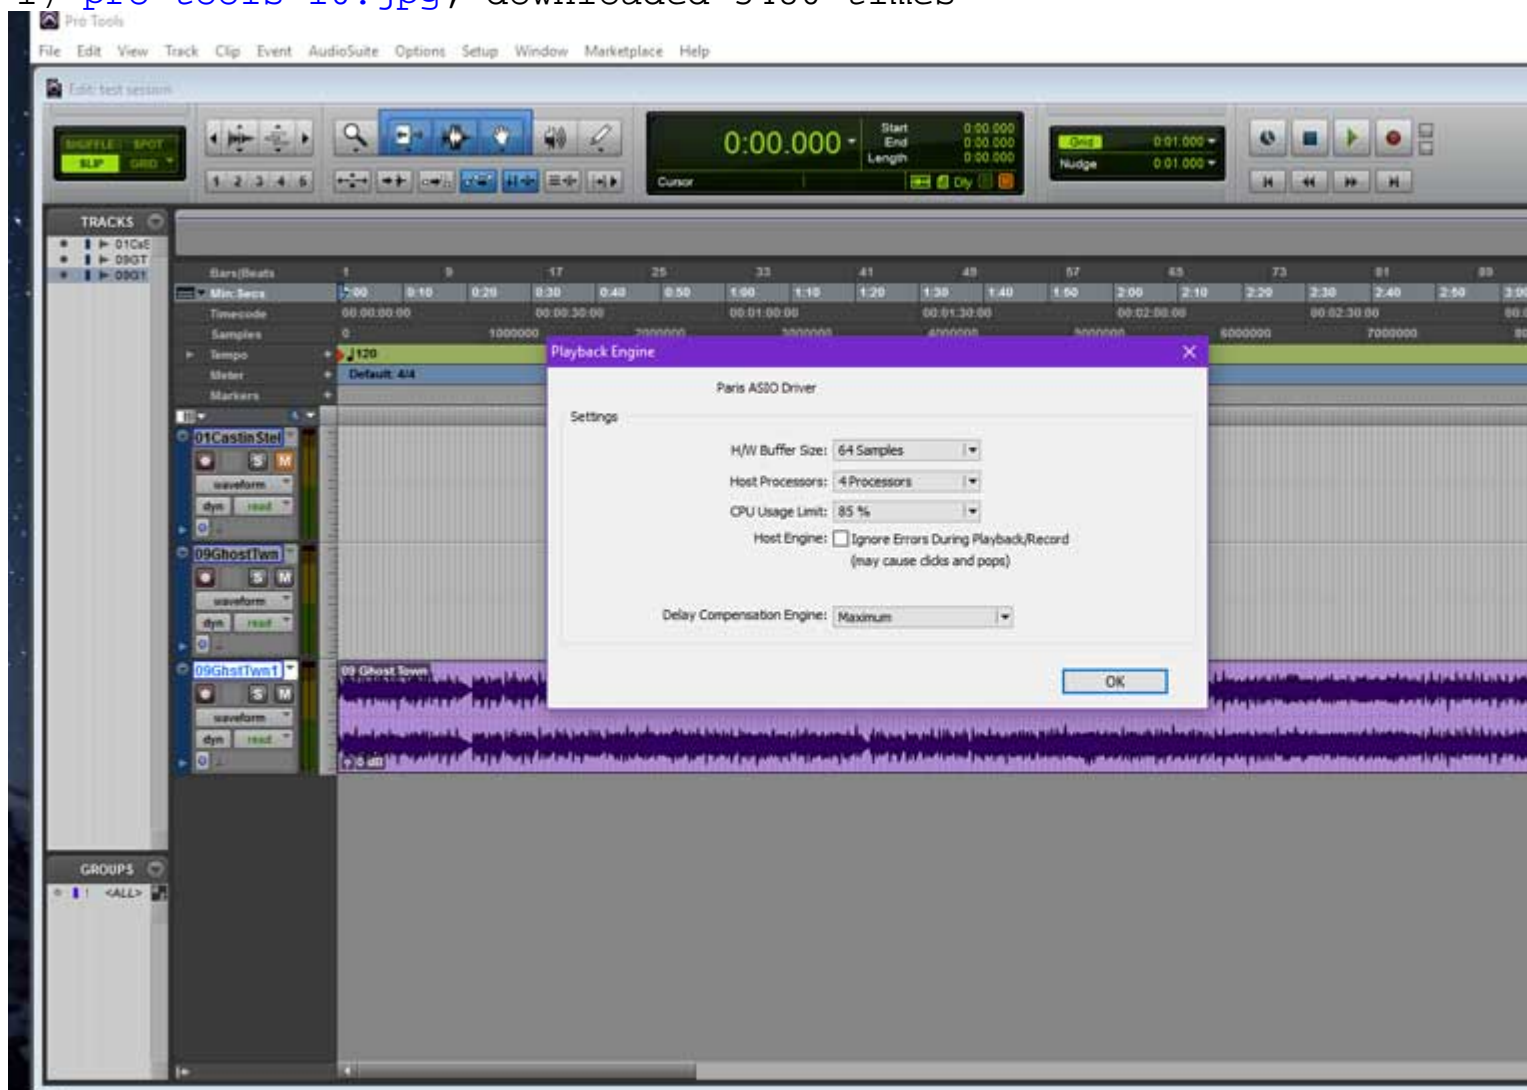 Pro Tools
File Edit View Track Clip Event AudioSuite Options Setup Window Marketplace Help
Edit: test session
SHUFFLE SPOT
SLIP GRID
1 2 3 4 5
0:00.000
Start 0:00.000
End 0:00.000
Length 0:00.000
Cursor
Dly
Grid 0:01.000
Nudge 0:01.000
TRACKS
01CsS
09GT
09G1
Bars|Beats 1 9 17 25 33 41 49 57 65 73 81 89
Min:Secs 0:00 0:10 0:20 0:30 0:40 0:50 1:00 1:10 1:20 1:30 1:40 1:50 2:00 2:10 2:20 2:30 2:40 2:50 3:00
Timecode 00:00:00:00 00:00:30:00 00:01:00:00 00:01:30:00 00:02:00:00 00:02:30:00
Samples 0 1000000 2000000 3000000 4000000 5000000 6000000 7000000
Tempo 120
Meter Default: 4/4
Markers
Playback Engine
Paris ASIO Driver
Settings
H/W Buffer Size: 64 Samples
Host Processors: 4 Processors
CPU Usage Limit: 85 %
Host Engine: Ignore Errors During Playback/Record
(may cause clicks and pops)
Delay Compensation Engine: Maximum
OK
01CastinStel
S M
waveform
dyn read
09GhostTwn
S M
waveform
dyn read
09GhstTwn1
S M
waveform
dyn read
09 Ghost Town
0 dB
GROUPS
! <ALL>